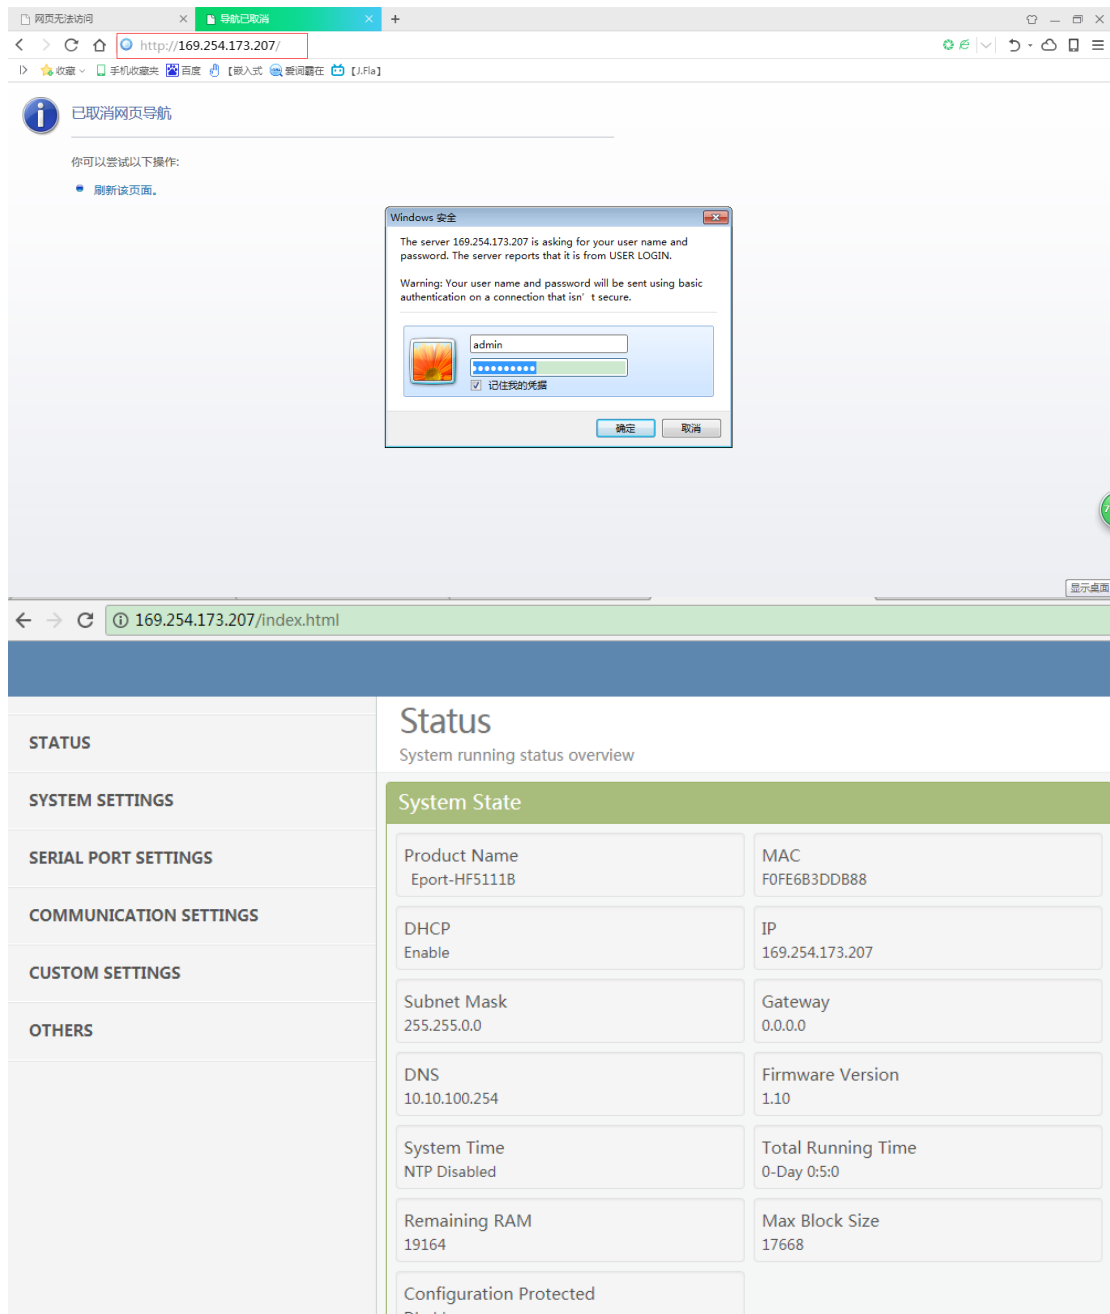 网页无法访问
导航已取消
http://169.254.173.207/
收藏 手机收藏夹 百度 【嵌入式 爱词霸在 【J.Fla】
已取消网页导航
你可以尝试以下操作:
刷新该页面。
Windows 安全
The server 169.254.173.207 is asking for your user name and
password. The server reports that it is from USER LOGIN.
Warning: Your user name and password will be sent using basic
authentication on a connection that isn't secure.
admin
记住我的凭据
确定 取消
显示桌面
169.254.173.207/index.html
STATUS
SYSTEM SETTINGS
SERIAL PORT SETTINGS
COMMUNICATION SETTINGS
CUSTOM SETTINGS
OTHERS
Status
System running status overview
System State
Product Name
Eport-HF5111B
MAC
F0FE6B3DDB88
DHCP
Enable
IP
169.254.173.207
Subnet Mask
255.255.0.0
Gateway
0.0.0.0
DNS
10.10.100.254
Firmware Version
1.10
System Time
NTP Disabled
Total Running Time
0-Day 0:5:0
Remaining RAM
19164
Max Block Size
17668
Configuration Protected